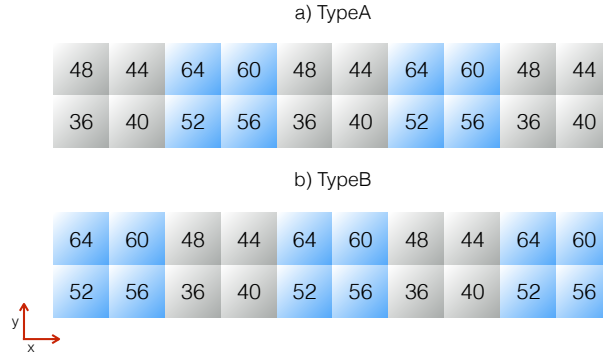 a) TypeA
48 44 64 60 48 44 64 60 48 44
36 40 52 56 36 40 52 56 36 40
b) TypeB
64 60 48 44 64 60 48 44 64 60
52 56 36 40 52 56 36 40 52 56
y
x